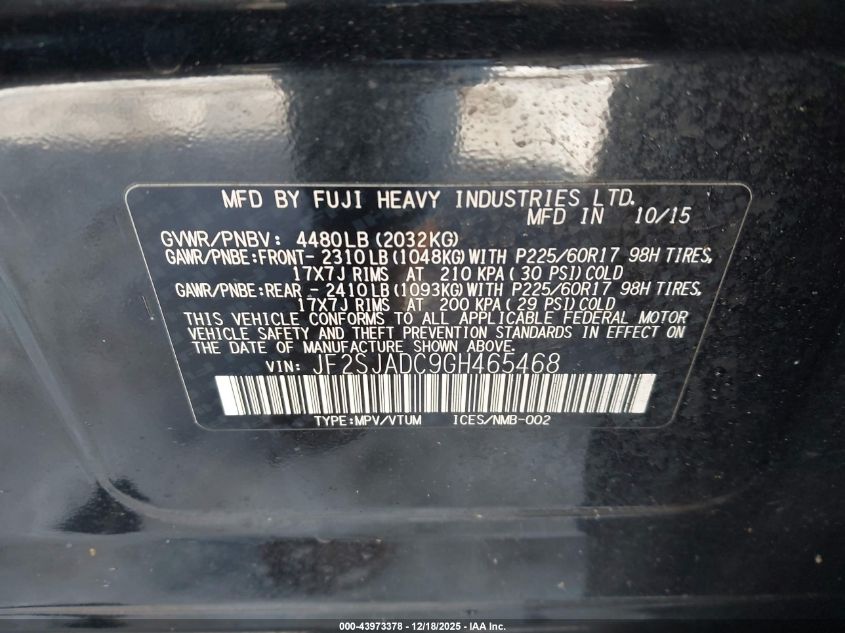 MFD BY FUJI HEAVY INDUSTRIES LTD.
MFD IN 10/15
GVWR/PNBV: 4480LB (2032KG)
GAWR/PNBE:FRONT- 2310LB (1048KG) WITH P225/60R17 98H TIRES,
17X7J RIMS AT 210 KPA ( 30 PSI) COLD
GAWR/PNBE:REAR - 2410LB (1093KG) WITH P225/60R17 98H TIRES,
17X7J RIMS AT 200 KPA ( 29 PSI) COLD
THIS VEHICLE CONFORMS TO ALL APPLICABLE FEDERAL MOTOR
VEHICLE SAFETY AND THEFT PREVENTION STANDARDS IN EFFECT ON
THE DATE OF MANUFACTURE SHOWN ABOVE.
VIN: JF2SJADC9GH465468
TYPE:MPV/VTUM ICES/NMB-002
000-43973378 - 12/18/2025 - IAA Inc.